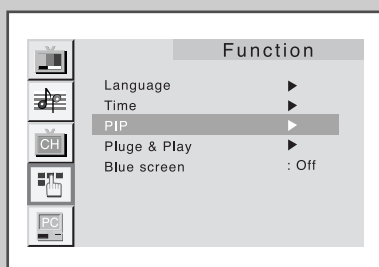 Function
Language ▶
Time ▶
PIP ▶
Pluge & Play ▶
Blue screen : Off
CH
PC